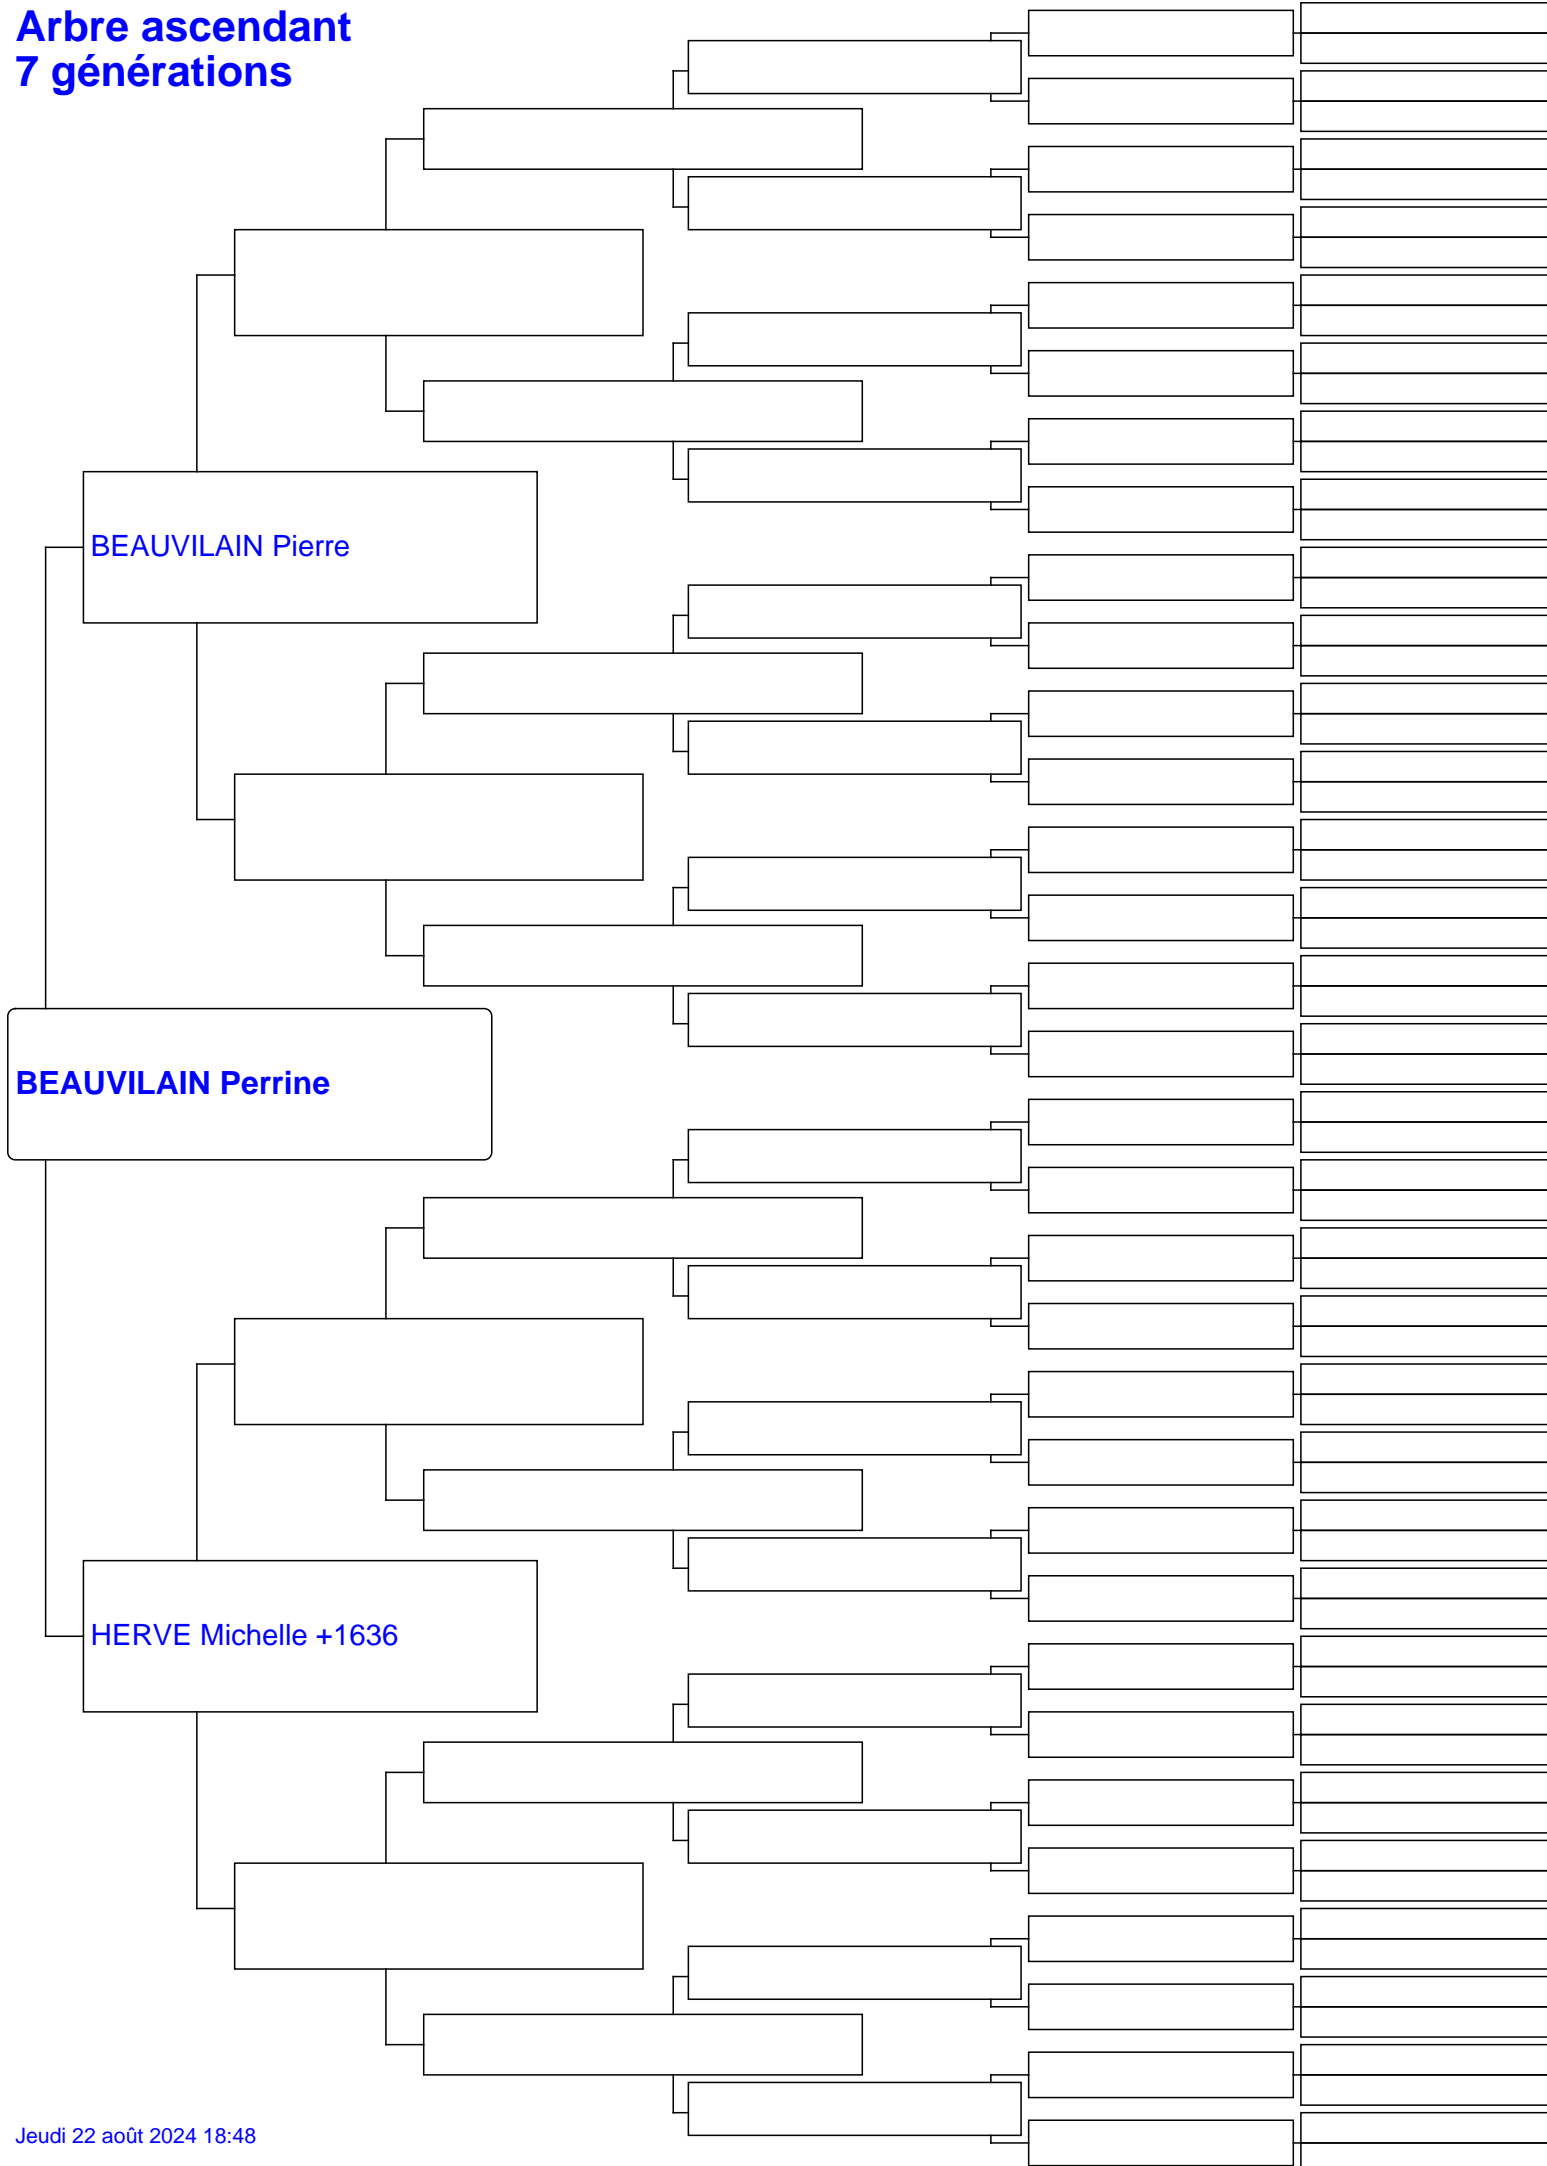 Arbre ascendant
7 générations
BEAUVILAIN Pierre
BEAUVILAIN Perrine
HERVE Michelle +1636
Jeudi 22 août 2024 18:48